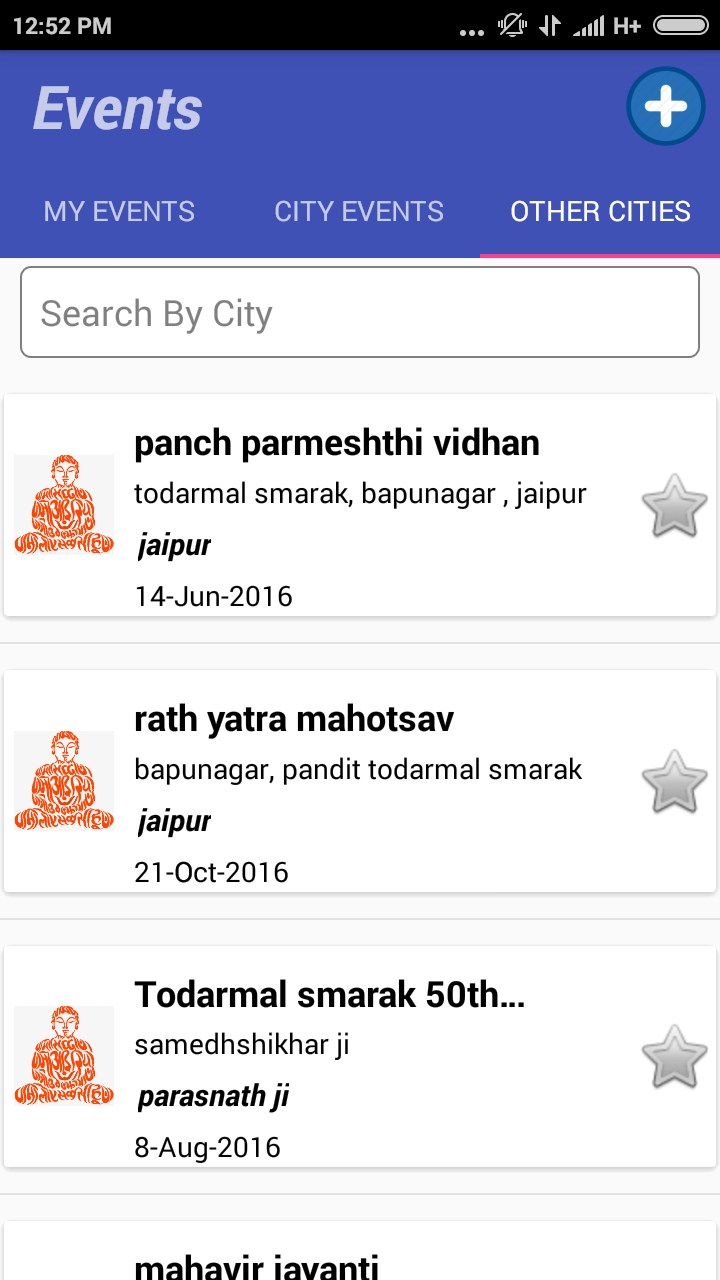 12:52 PM
H+
Events
MY EVENTS
CITY EVENTS
OTHER CITIES
Search By City
panch parmeshthi vidhan
todarmal smarak, bapunagar , jaipur
jaipur
14-Jun-2016
rath yatra mahotsav
bapunagar, pandit todarmal smarak
jaipur
21-Oct-2016
Todarmal smarak 50th...
samedhshikhar ji
parasnath ji
8-Aug-2016
mahavir jayanti